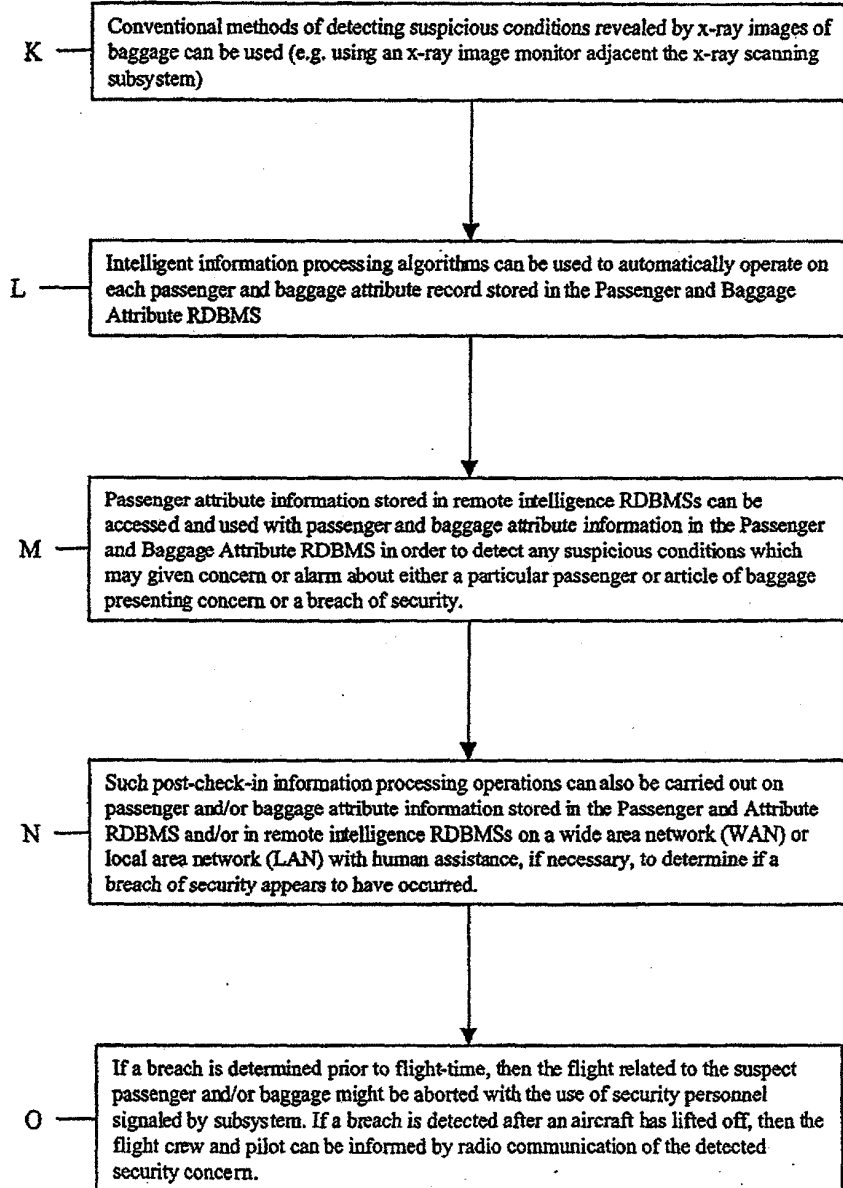 Conventional methods of detecting suspicious conditions revealed by x-ray images of
K
baggage can be used (e.g. using an x-ray image monitor adjacent the x-ray scanning
subsystem)
Intelligent information processing algorithms can be used to automatically operate on
L
each passenger and baggage attribute record stored in the Passenger and Baggage
Attribute RDBMS
Passenger attribute information stored in remote intelligence RDBMSs can be
accessed and used with passenger and baggage attribute information in the Passenger
M
and Baggage Attribute RDBMS in order to detect any suspicious conditions which
may given concern or alarm about either a particular passenger or article of baggage
presenting concern or a breach of security.
Such post-check-in information processing operations can also be carried out on
passenger and/or baggage attribute information stored in the Passenger and Attribute
N
RDBMS and/or in remote intelligence RDBMSs on a wide area network (WAN) or
local area network (LAN) with human assistance, if necessary, to determine if a
breach of security appears to have occurred.
If a breach is determined prior to flight-time, then the flight related to the suspect
passenger and/or baggage might be aborted with the use of security personnel
O
signaled by subsystem. If a breach is detected after an aircraft has lifted off, then the
flight crew and pilot can be informed by radio communication of the detected
security concern.